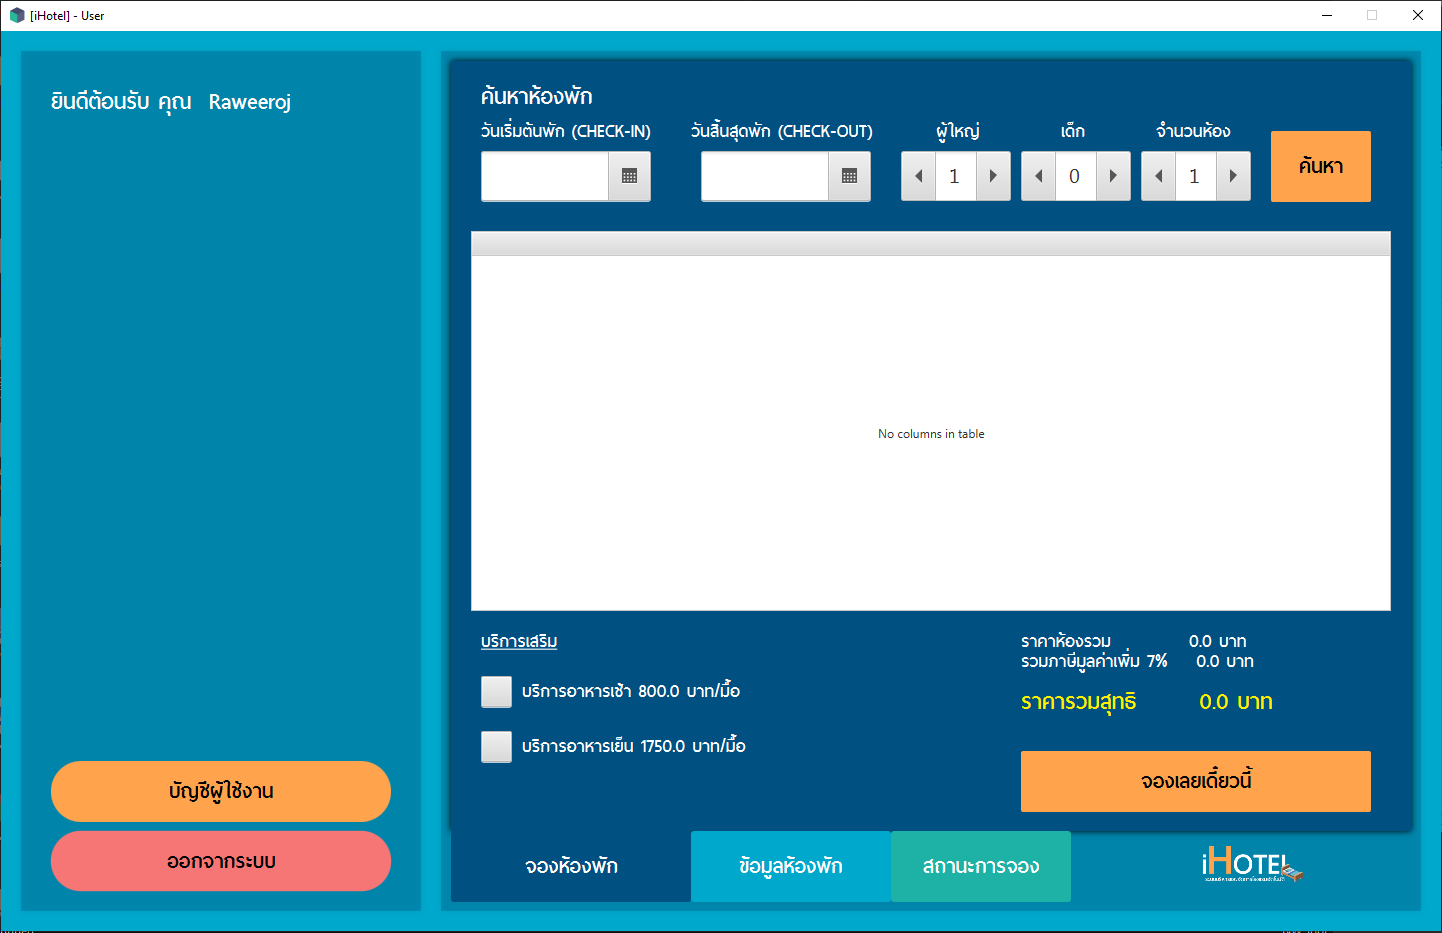 [iHotel] - User
ยินดีต้อนรับ คุณ Raweeroj
ค้นหาห้องพัก
วันเริ่มต้นพัก (CHECK-IN) วันสิ้นสุดพัก (CHECK-OUT) ผู้ใหญ่ เด็ก จำนวนห้อง
1 0 1 ค้นหา
No columns in table
บริการเสริม
บริการอาหารเช้า 800.0 บาท/มื้อ
บริการอาหารเย็น 1750.0 บาท/มื้อ
ราคาห้องรวม 0.0 บาท
รวมภาษีมูลค่าเพิ่ม 7% 0.0 บาท
ราคารวมสุทธิ 0.0 บาท
จองเลยเดี๋ยวนี้
บัญชีผู้ใช้งาน
ออกจากระบบ
จองห้องพัก ข้อมูลห้องพัก สถานะการจอง
iHOTEL